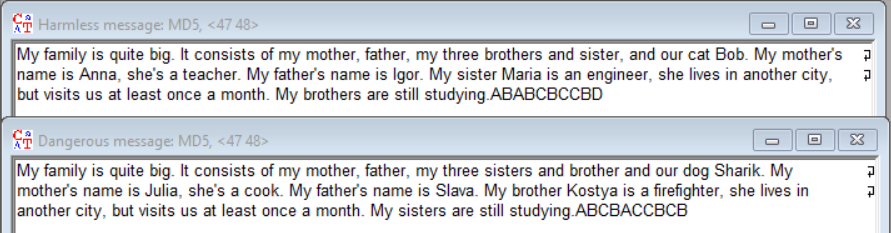 Harmless message: MD5, <47 48>
My family is quite big. It consists of my mother, father, my three brothers and sister, and our cat Bob. My mother's
name is Anna, she's a teacher. My father's name is Igor. My sister Maria is an engineer, she lives in another city,
but visits us at least once a month. My brothers are still studying.ABABCBCCBD
Dangerous message: MD5, <47 48>
My family is quite big. It consists of my mother, father, my three sisters and brother and our dog Sharik. My
mother's name is Julia, she's a cook. My father's name is Slava. My brother Kostya is a firefighter, she lives in
another city, but visits us at least once a month. My sisters are still studying.ABCBACCBCB